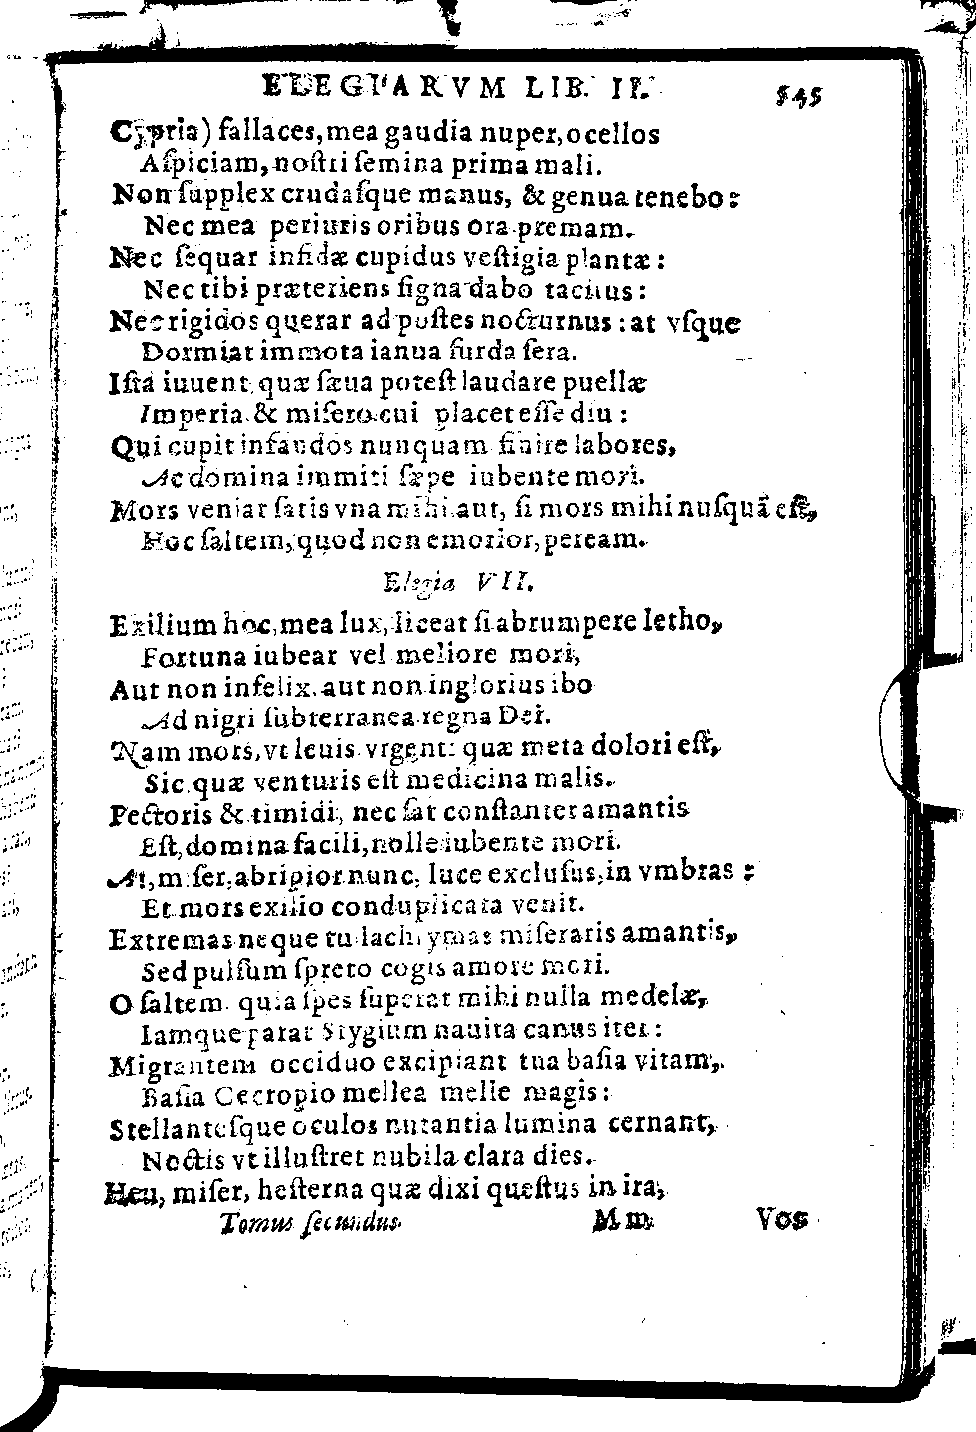 ELEGIARVM LIB. II. 545
Cypria) fallaces, mea gaudia nuper, ocellos
Aſpiciam, noſtri ſemina prima mali.
Non ſupplex crudaſque manus, & genua tenebo:
Nec mea periuris oribus ora premam.
Nec ſequar infidæ cupidus veſtigia plantæ:
Nec tibi præteriens ſigna dabo tacitus:
Nec rigidos querar ad poſtes nocturnus: at vſque
Dormiat immota ianua ſurda ſera.
Iſta iuuent, quæ ſæua poteſt laudare puellæ
Imperia & miſero cui placet eſſe diu:
Qui cupit infandos nunquam finire labores,
Ac domina immiti ſæpe iubente mori.
Mors veniat ſatis vna mihi aut, ſi mors mihi nuſquã eſt,
Hoc ſaltem, quod non emorior, peream.
Elegia VII.
Exilium hoc, mea lux, liceat ſi abrumpere letho,
Fortuna iubear vel meliore mori,
Aut non infelix, aut non inglorius ibo
Ad nigri ſubterranea regna Dei.
Nam mors, vt leuis vrgenti quæ meta dolori eſt,
Sic quæ venturis eſt medicina malis.
Pectoris & timidi, nec ſat conſtanter amantis
Eſt, domina facili, nolle iubente mori.
At, miſer, abripior nunc, luce excluſus, in vmbras:
Et mors exilio conduplicata venit.
Extremas neque tu lachrymas miſeraris amantis,
Sed pulſum ſpreto cogis amore mori.
O ſaltem quia ſpes ſuperat mihi nulla medelæ,
Iamque parat Stygium nauita canus iter:
Migrantem occiduo excipiant tua baſia vitam,
Baſia Cecropio mellea melle magis:
Stellanteſque oculos nutantia lumina cernant,
Noctis vt illuſtret nubila clara dies.
Heu, miſer, heſterna quæ dixi queſtus in ira,
Tomus ſecundus. Mm Vos